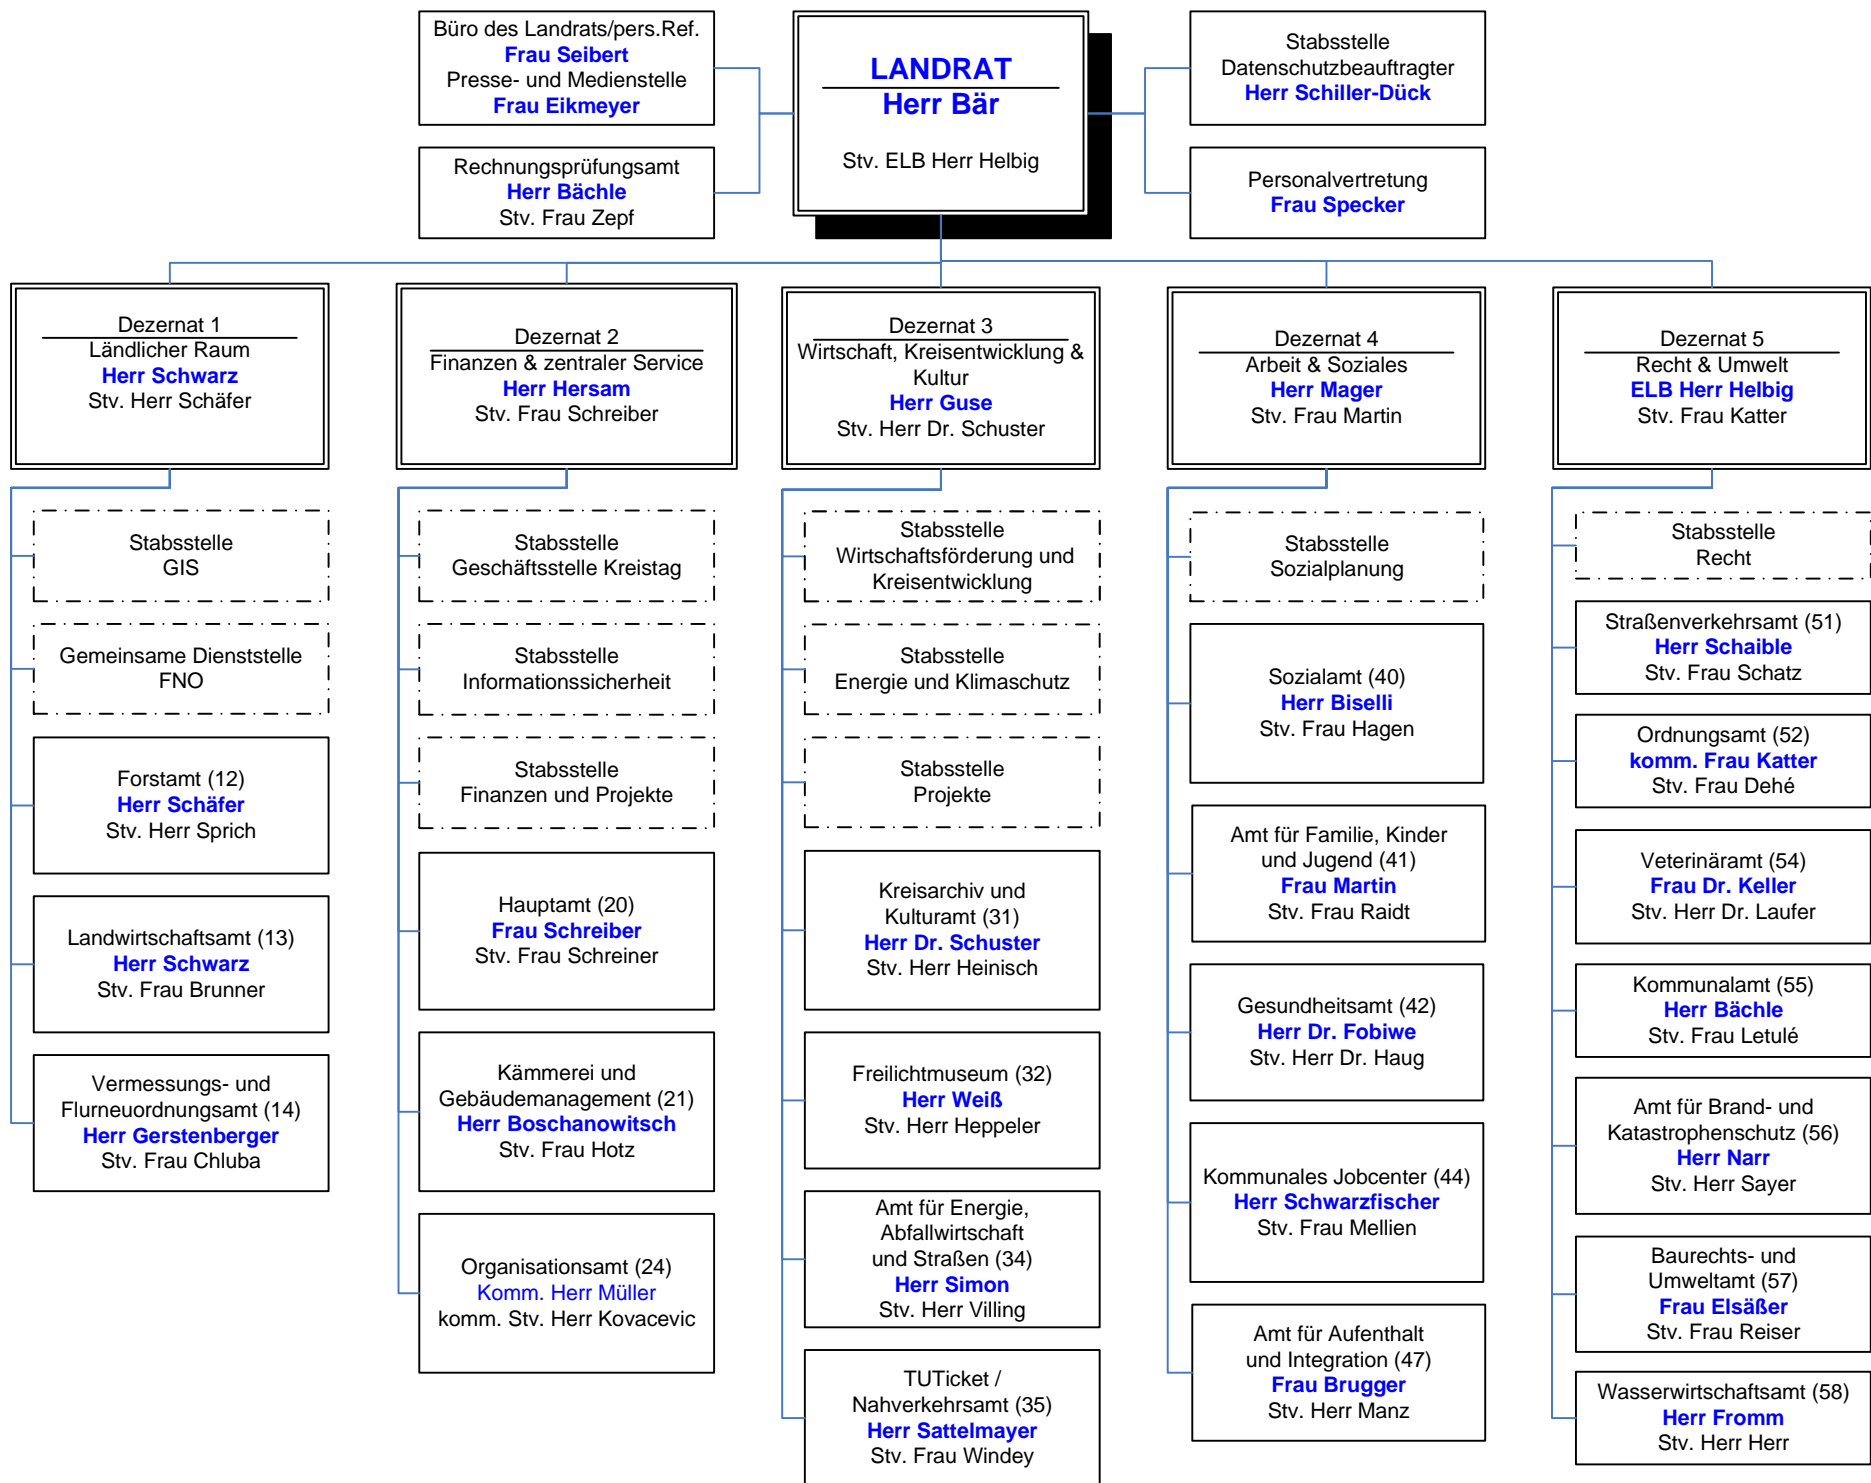 Büro des Landrats/pers.Ref.
Frau Seibert
Presse- und Medienstelle
Frau Eikmeyer
Rechnungsprüfungsamt
Herr Bächle
Stv. Frau Zepf
LANDRAT
Herr Bär
Stv. ELB Herr Helbig
Stabsstelle
Datenschutzbeauftragter
Herr Schiller-Dück
Personalvertretung
Frau Specker
Dezernat 1
Ländlicher Raum
Herr Schwarz
Stv. Herr Schäfer
Stabsstelle
GIS
Gemeinsame Dienststelle
FNO
Forstamt (12)
Herr Schäfer
Stv. Herr Sprich
Landwirtschaftsamt (13)
Herr Schwarz
Stv. Frau Brunner
Vermessungs- und
Flurneuordnungsamt (14)
Herr Gerstenberger
Stv. Frau Chluba
Dezernat 2
Finanzen & zentraler Service
Herr Hersam
Stv. Frau Schreiber
Stabsstelle
Geschäftsstelle Kreistag
Stabsstelle
Informationssicherheit
Stabsstelle
Finanzen und Projekte
Hauptamt (20)
Frau Schreiber
Stv. Frau Schreiner
Kämmerei und
Gebäudemanagement (21)
Herr Boschanowitsch
Stv. Frau Hotz
Organisationsamt (24)
Komm. Herr Müller
komm. Stv. Herr Kovacevic
Dezernat 3
Wirtschaft, Kreisentwicklung &
Kultur
Herr Guse
Stv. Herr Dr. Schuster
Stabsstelle
Wirtschaftsförderung und
Kreisentwicklung
Stabsstelle
Energie und Klimaschutz
Stabsstelle
Projekte
Kreisarchiv und
Kulturamt (31)
Herr Dr. Schuster
Stv. Herr Heinisch
Freilichtmuseum (32)
Herr Weiß
Stv. Herr Heppeler
Amt für Energie,
Abfallwirtschaft
und Straßen (34)
Herr Simon
Stv. Herr Villing
TUTicket /
Nahverkehrsamt (35)
Herr Sattelmayer
Stv. Frau Windey
Dezernat 4
Arbeit & Soziales
Herr Mager
Stv. Frau Martin
Stabsstelle
Sozialplanung
Sozialamt (40)
Herr Biselli
Stv. Frau Hagen
Amt für Familie, Kinder
und Jugend (41)
Frau Martin
Stv. Frau Raidt
Gesundheitsamt (42)
Herr Dr. Fobiwe
Stv. Herr Dr. Haug
Kommunales Jobcenter (44)
Herr Schwarzfischer
Stv. Frau Mellien
Amt für Aufenthalt
und Integration (47)
Frau Brugger
Stv. Herr Manz
Dezernat 5
Recht & Umwelt
ELB Herr Helbig
Stv. Frau Katter
Stabsstelle
Recht
Straßenverkehrsamt (51)
Herr Schaible
Stv. Frau Schatz
Ordnungsamt (52)
komm. Frau Katter
Stv. Frau Dehé
Veterinäramt (54)
Frau Dr. Keller
Stv. Herr Dr. Laufer
Kommunalamt (55)
Herr Bächle
Stv. Frau Letulé
Amt für Brand- und
Katastrophenschutz (56)
Herr Narr
Stv. Herr Sayer
Baurechts- und
Umweltamt (57)
Frau Elsäßer
Stv. Frau Reiser
Wasserwirtschaftsamt (58)
Herr Fromm
Stv. Herr Herr